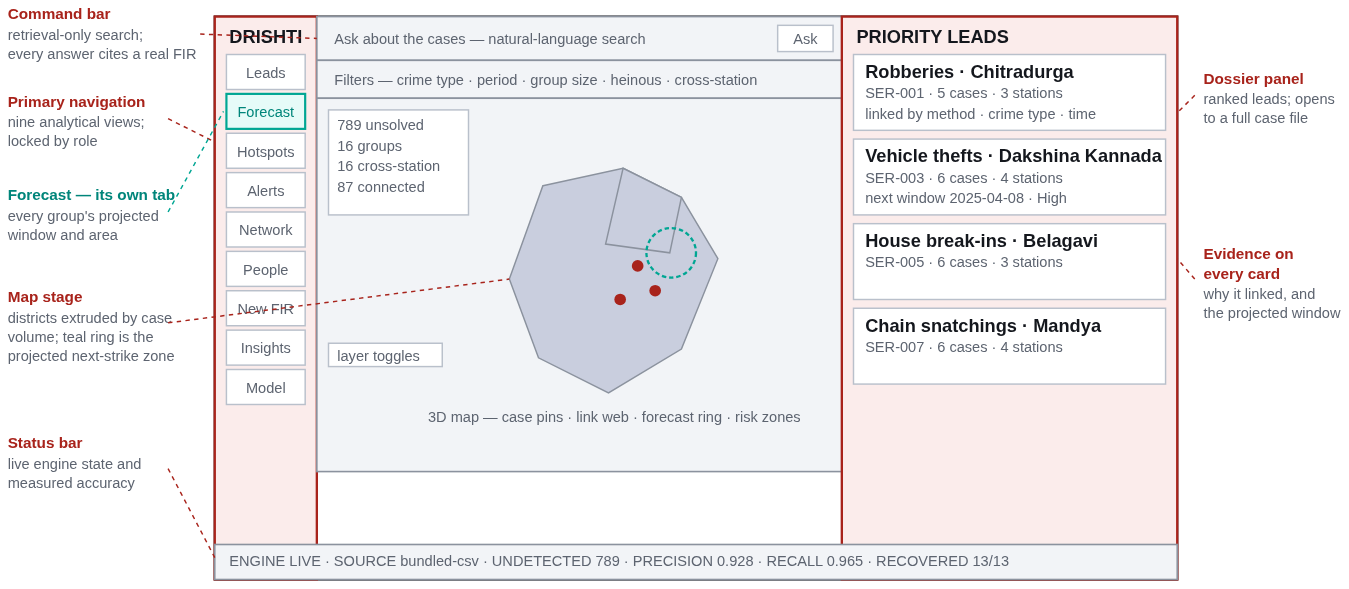 Command bar
retrieval-only search;
every answer cites a real FIR
Primary navigation
nine analytical views;
locked by role
Forecast — its own tab
every group's projected
window and area
Map stage
districts extruded by case
volume; teal ring is the
projected next-strike zone
Status bar
live engine state and
measured accuracy
DRISHTI
Leads
Forecast
Hotspots
Alerts
Network
People
New FIR
Insights
Model
Ask about the cases — natural-language search
Ask
Filters — crime type · period · group size · heinous · cross-station
789 unsolved
16 groups
16 cross-station
87 connected
layer toggles
3D map — case pins · link web · forecast ring · risk zones
PRIORITY LEADS
Robberies · Chitradurga
SER-001 · 5 cases · 3 stations
linked by method · crime type · time
Vehicle thefts · Dakshina Kannada
SER-003 · 6 cases · 4 stations
next window 2025-04-08 · High
House break-ins · Belagavi
SER-005 · 6 cases · 3 stations
Chain snatchings · Mandya
SER-007 · 6 cases · 4 stations
Dossier panel
ranked leads; opens
to a full case file
Evidence on
every card
why it linked, and
the projected window
ENGINE LIVE · SOURCE bundled-csv · UNDETECTED 789 · PRECISION 0.928 · RECALL 0.965 · RECOVERED 13/13